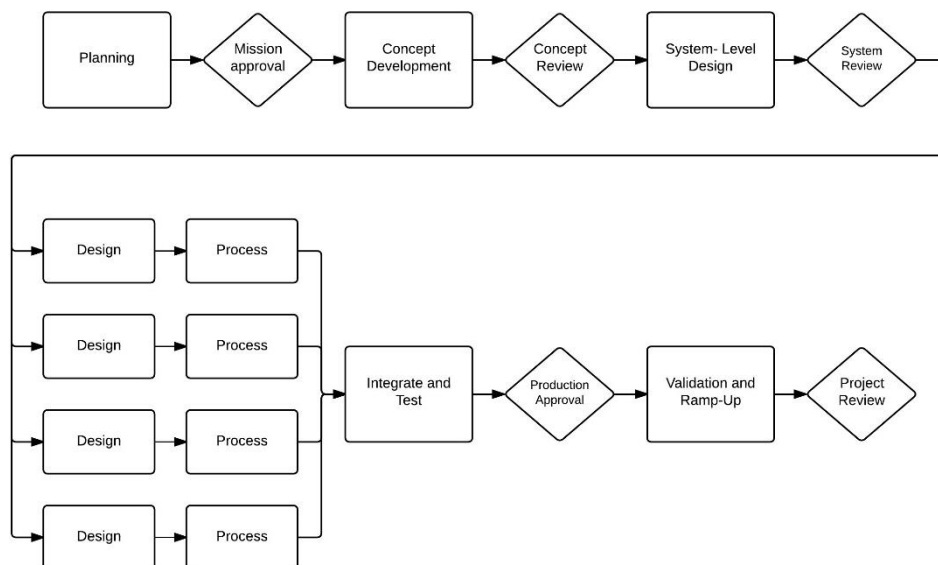 Planning
Mission
approval
Concept
Development
Concept
Review
System- Level
Design
System
Review
Design
Process
Design
Process
Integrate and
Test
Production
Approval
Validation and
Ramp-Up
Project
Review
Design
Process
Design
Process